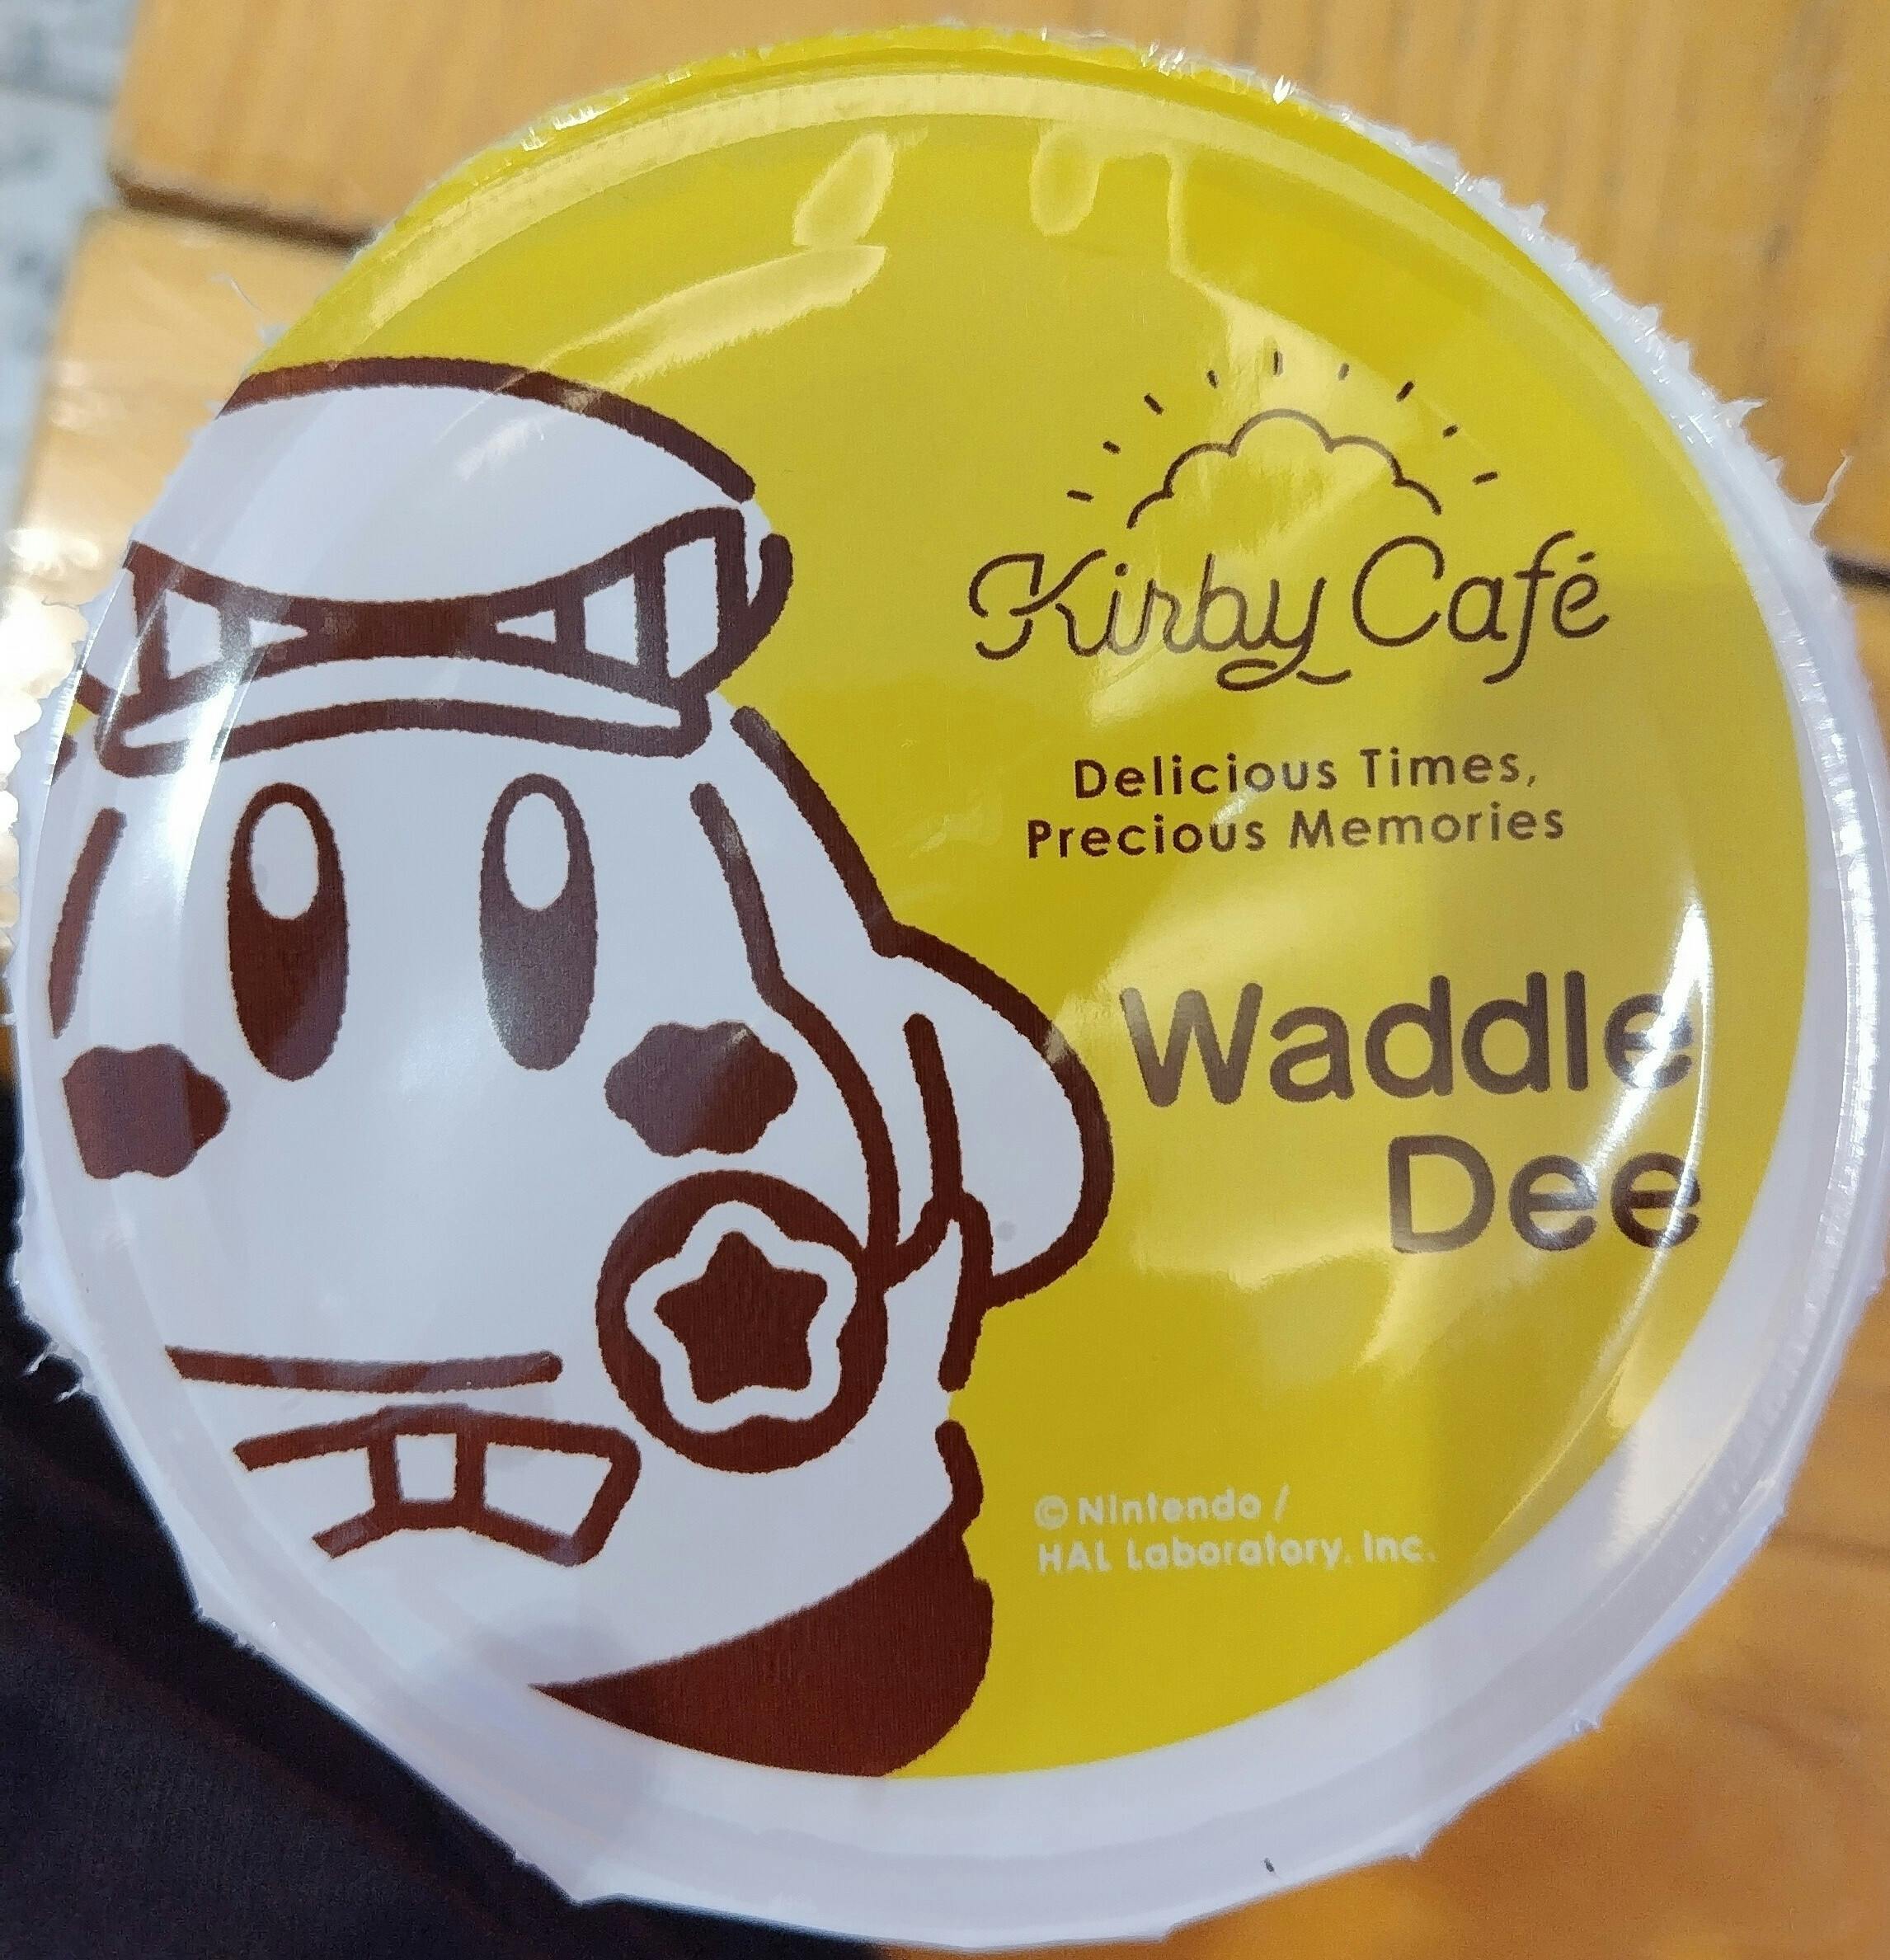 Kirby Café
Delicious Times,
Precious Memories
Waddle
Dee
©Nintendo /
HAL Laboratory, Inc.